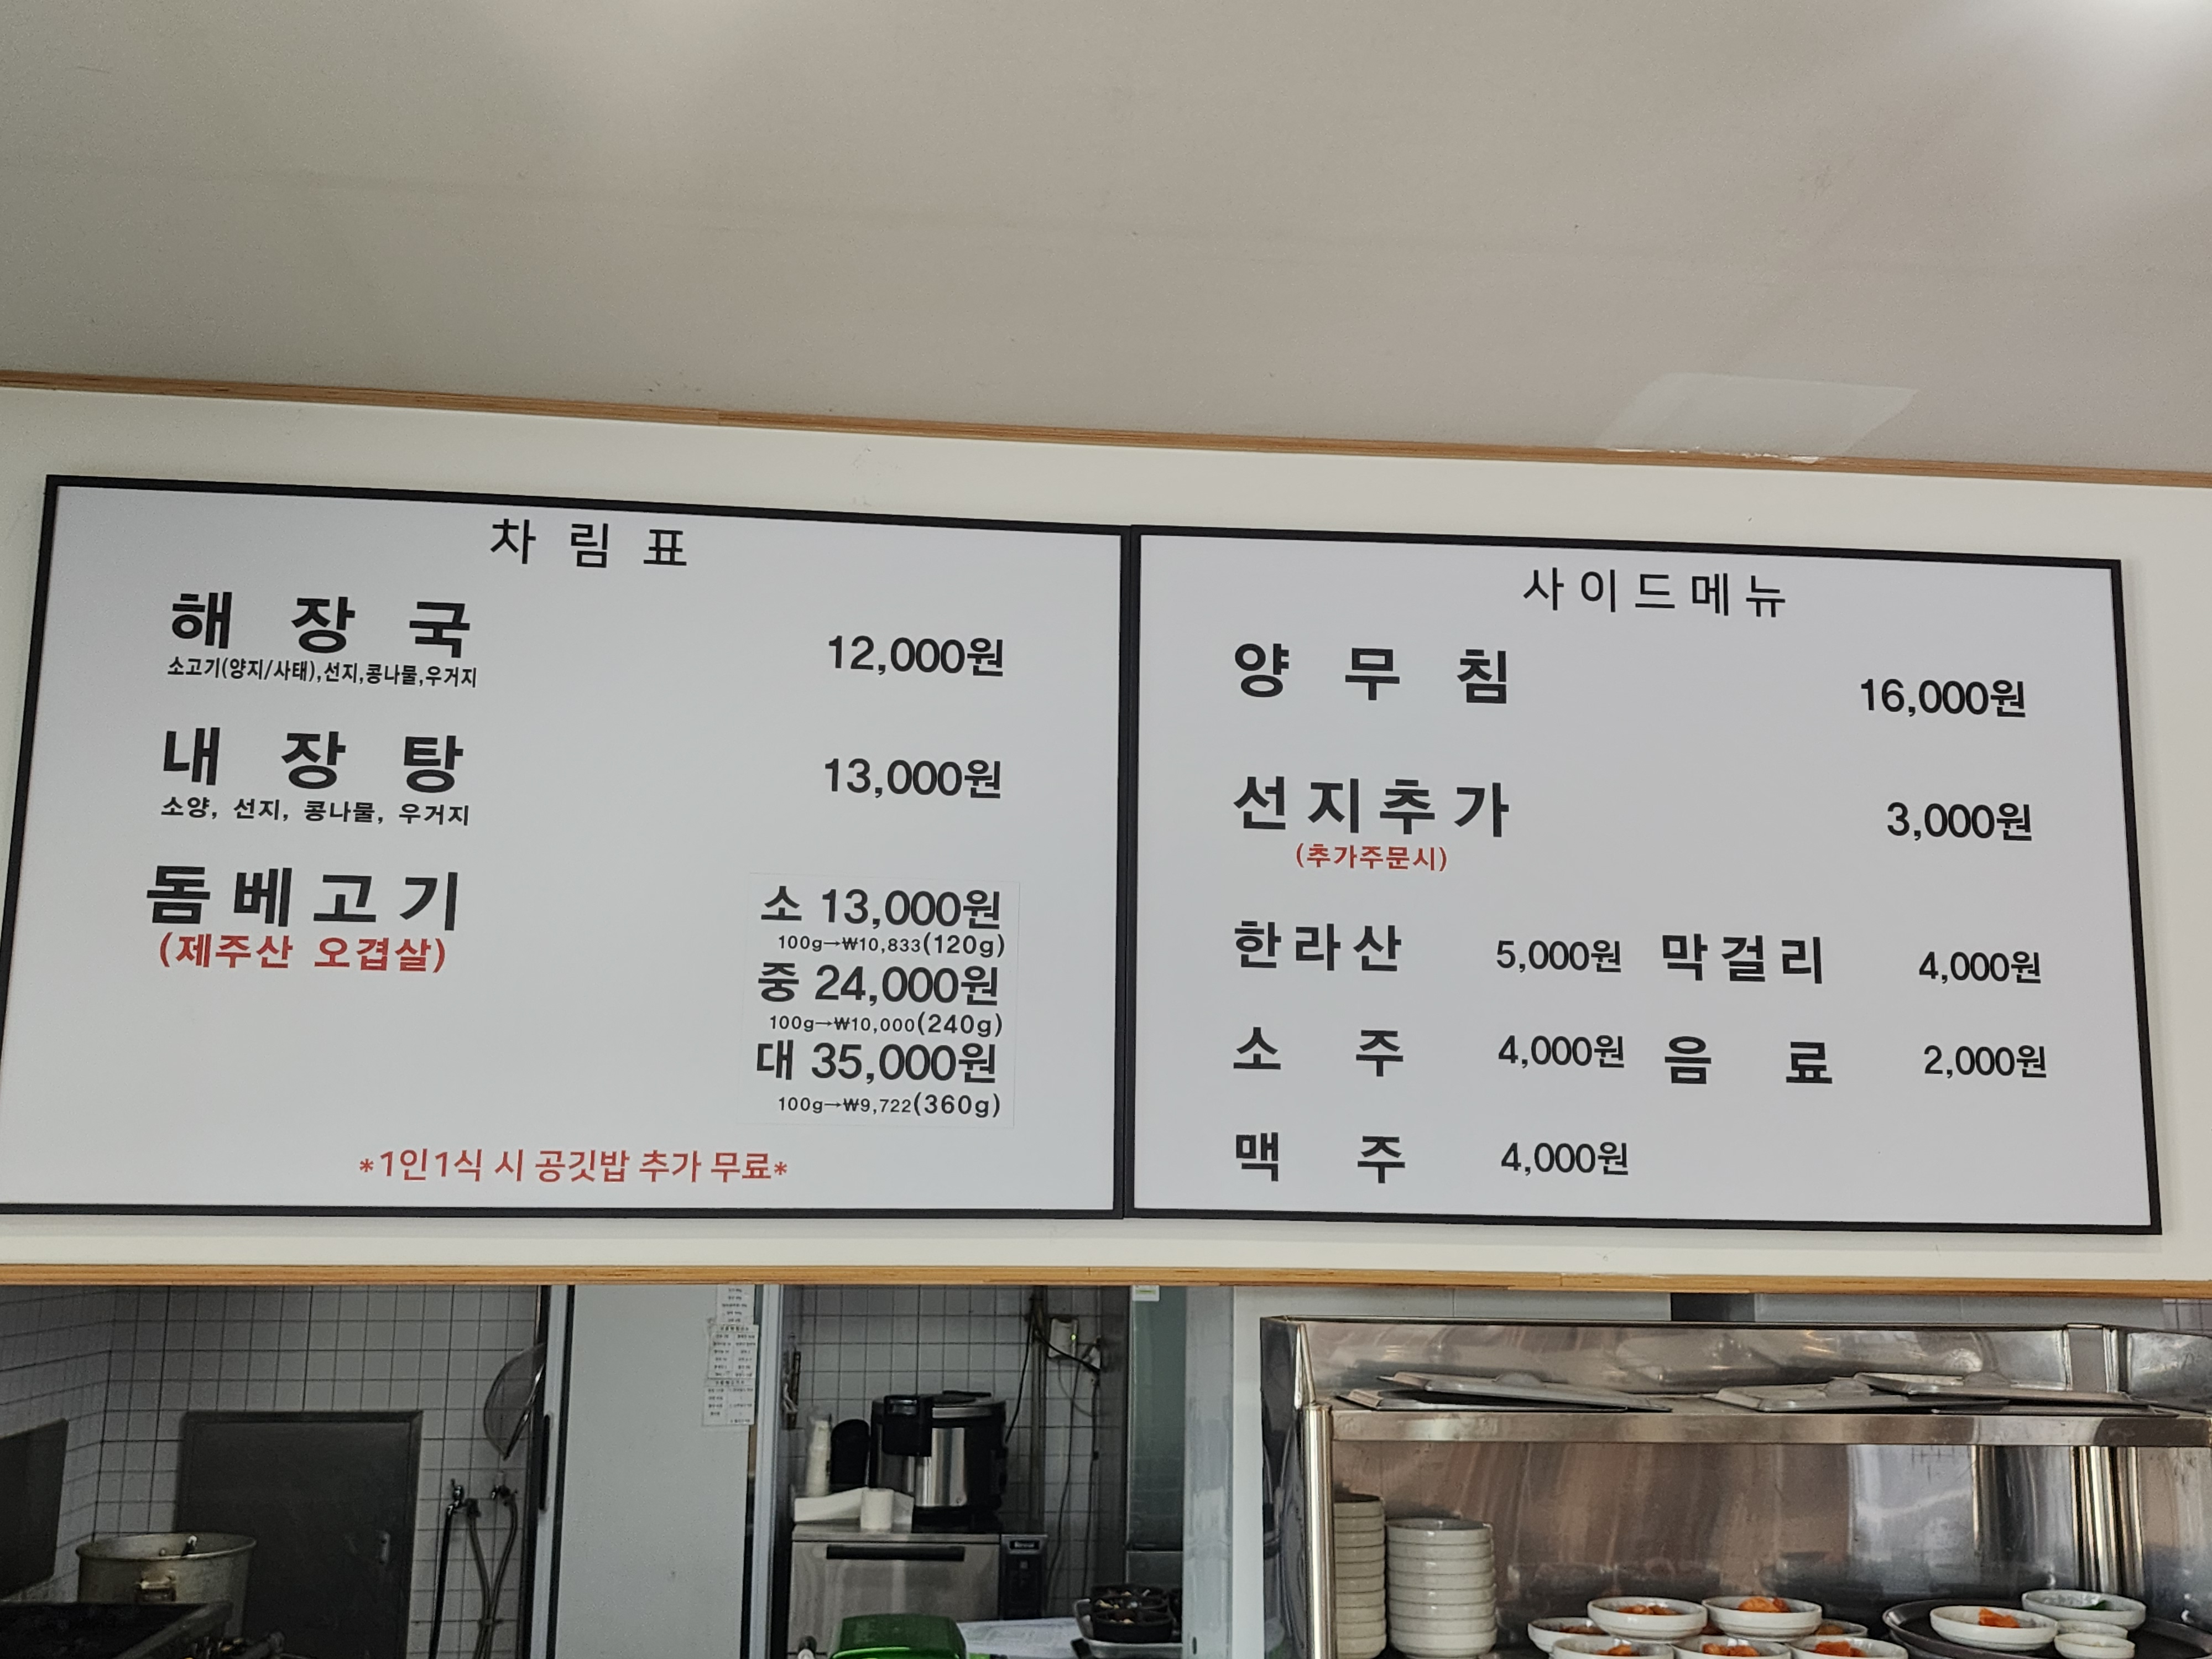 차림표
해장국 12,000원
소고기(양지/사태),선지,콩나물,우거지
내장탕 13,000원
소양, 선지, 콩나물, 우거지
돔베고기 소 13,000원
(제주산 오겹살) 100g→₩10,833(120g)
중 24,000원
100g→₩10,000(240g)
대 35,000원
100g→₩9,722(360g)
*1인1식 시 공깃밥 추가 무료*
사이드메뉴
양무침 16,000원
선지추가 3,000원
(추가주문시)
한라산 5,000원 막걸리 4,000원
소주 4,000원 음료 2,000원
맥주 4,000원